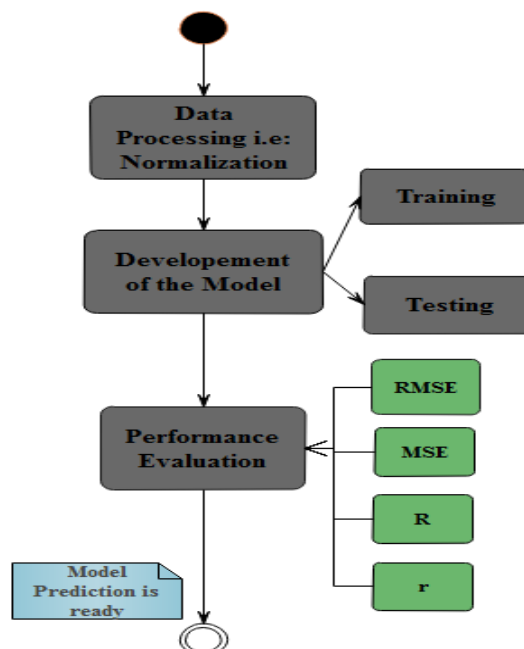 Data
Processing i.e:
Normalization
Training
Developement
of the Model
Testing
RMSE
Performance
Evaluation
MSE
R
r
Model
Prediction is
ready